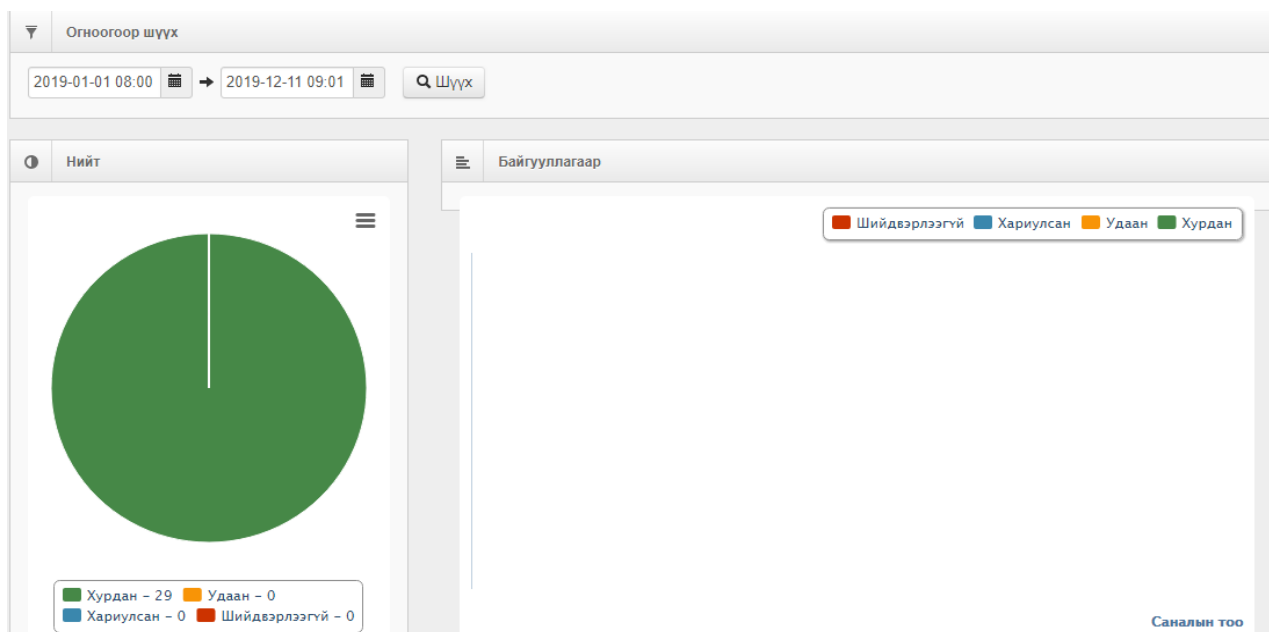 Огноогоор шүүх
2019-01-01 08:00 2019-12-11 09:01 Шүүх
Нийт
Байгууллагаар
Шийдвэрлээгүй Хариулсан Удаан Хурдан
Хурдан - 29 Удаан - 0
Хариулсан - 0 Шийдвэрлээгүй - 0
Саналын тоо